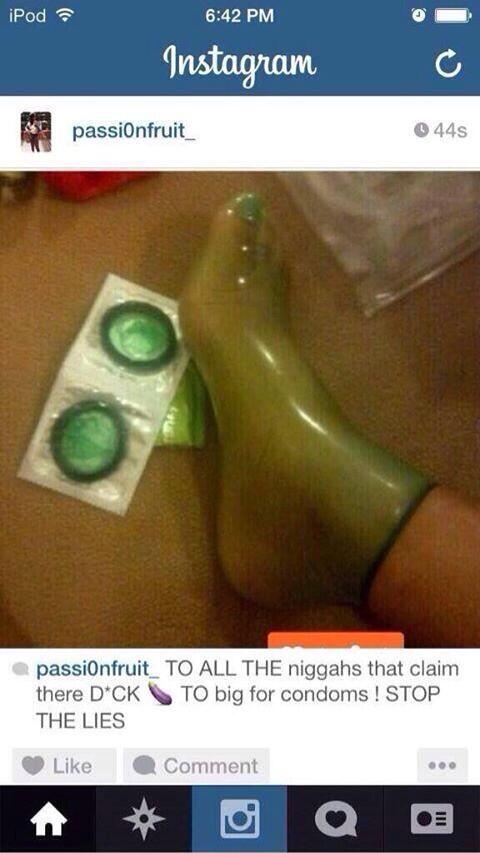 iPod 6:42 PM
Instagram
passi0nfruit_ 44s
passi0nfruit_ TO ALL THE niggahs that claim
there D*CK 🍆 TO big for condoms ! STOP
THE LIES
Like Comment